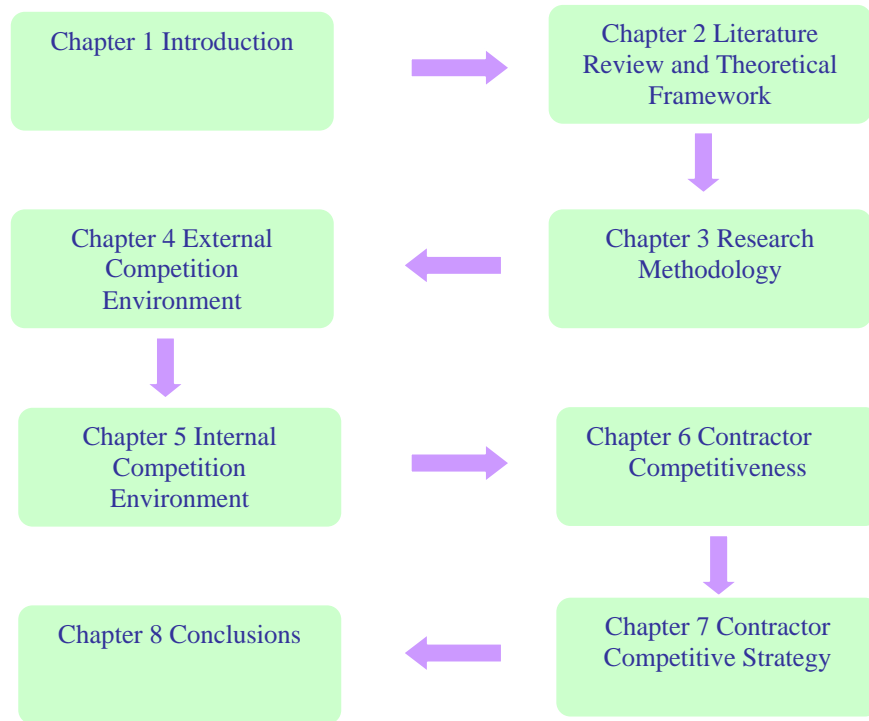 Chapter 1 Introduction
Chapter 2 Literature
Review and Theoretical
Framework
Chapter 3 Research
Methodology
Chapter 4 External
Competition
Environment
Chapter 5 Internal
Competition
Environment
Chapter 6 Contractor
Competitiveness
Chapter 7 Contractor
Competitive Strategy
Chapter 8 Conclusions